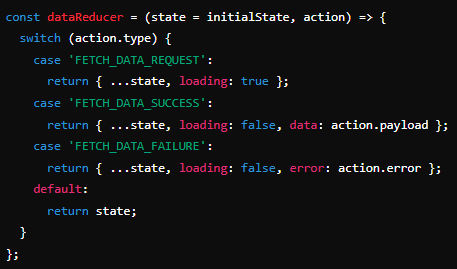 const dataReducer = (state = initialState, action) => {
  switch (action.type) {
    case 'FETCH_DATA_REQUEST':
      return { ...state, loading: true };
    case 'FETCH_DATA_SUCCESS':
      return { ...state, loading: false, data: action.payload };
    case 'FETCH_DATA_FAILURE':
      return { ...state, loading: false, error: action.error };
    default:
      return state;
  }
};